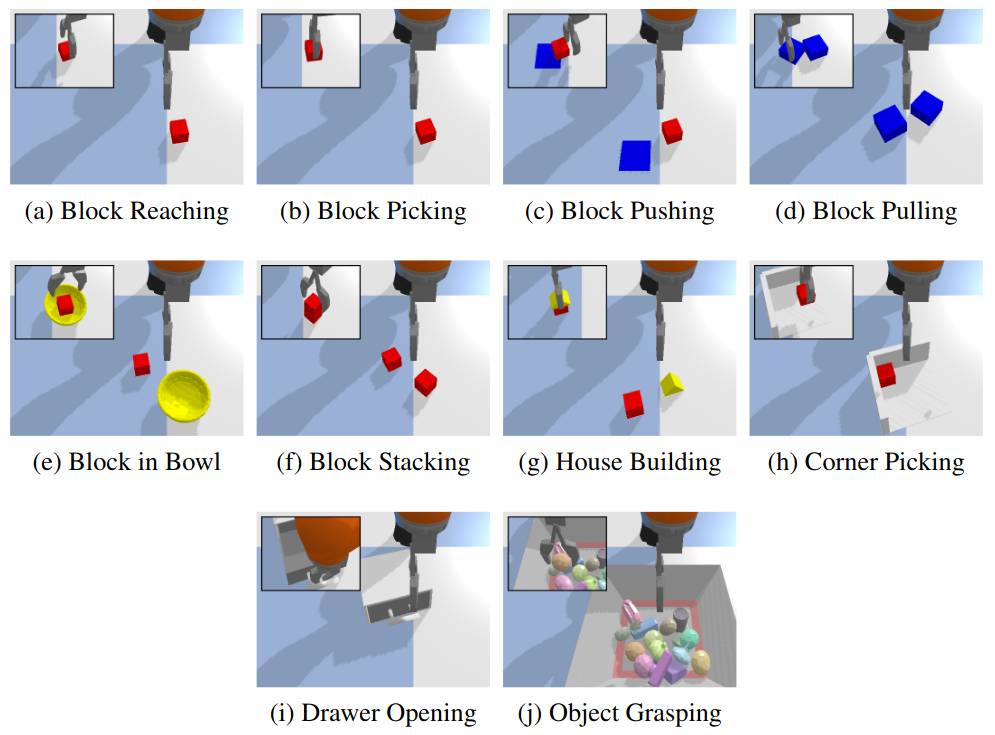 (a) Block Reaching
(b) Block Picking
(c) Block Pushing
(d) Block Pulling
(e) Block in Bowl
(f) Block Stacking
(g) House Building
(h) Corner Picking
(i) Drawer Opening
(j) Object Grasping